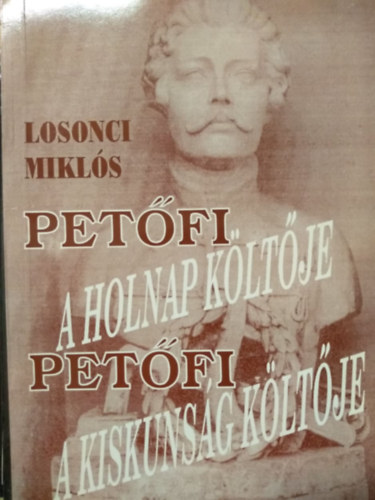 LOSONCI
MIKLÓS
PETŐFI
A HOLNAP KÖLTŐJE
PETŐFI
A KISKUNSÁG KÖLTŐJE